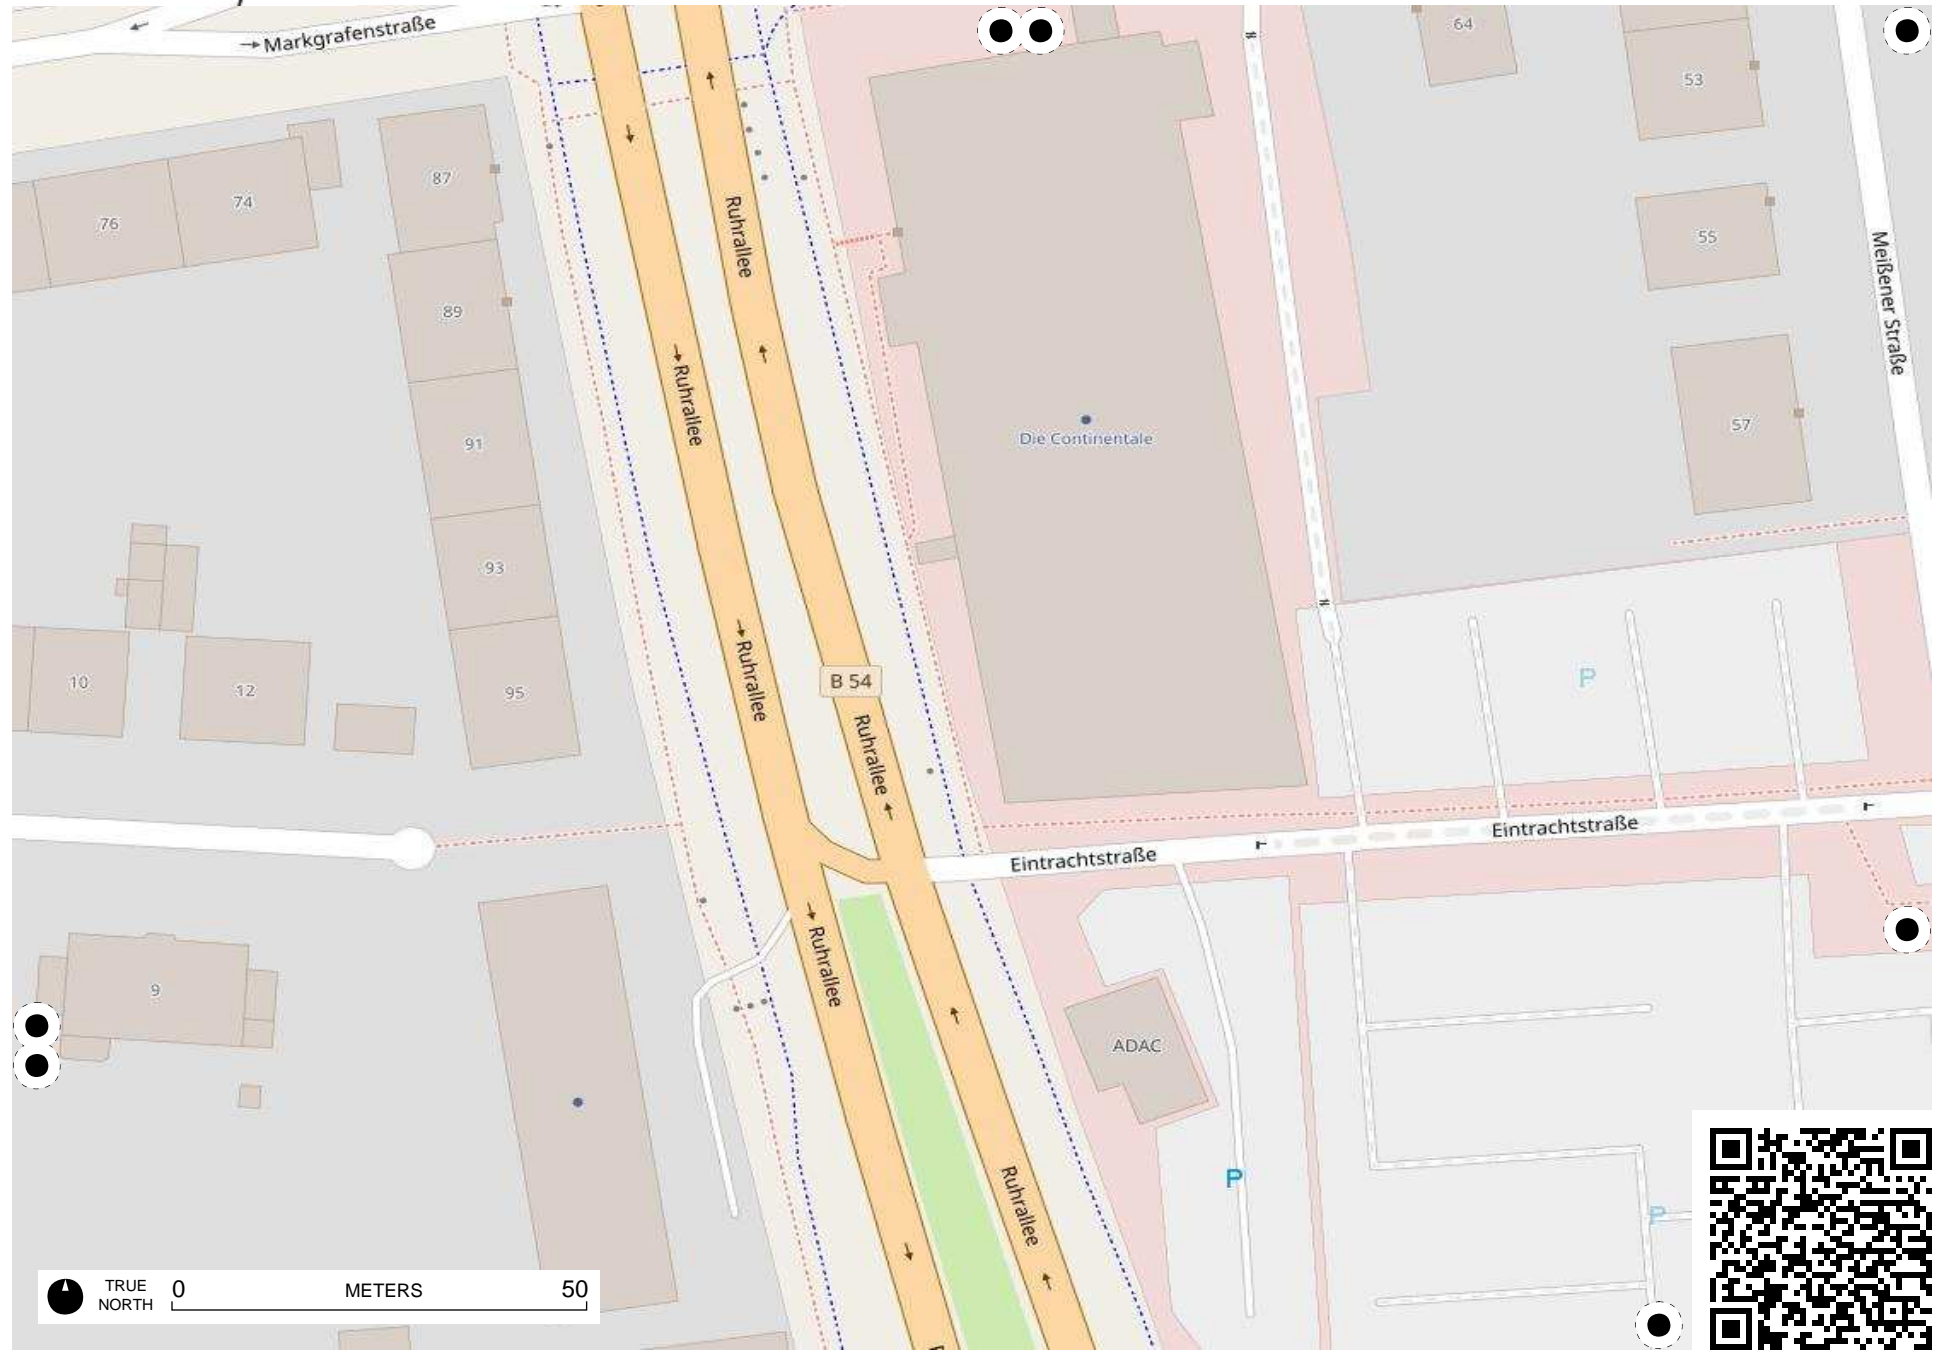 Markgrafenstraße
64
53
87
74
76
Ruhrallee
55
Meißener Straße
89
Ruhrallee
57
Die Continentale
91
93
10
12
95
Ruhrallee
B 54
P
Ruhrallee
Eintrachtstraße
Eintrachtstraße
Ruhrallee
9
ADAC
P
Ruhrallee
P
TRUE NORTH
0 METERS 50